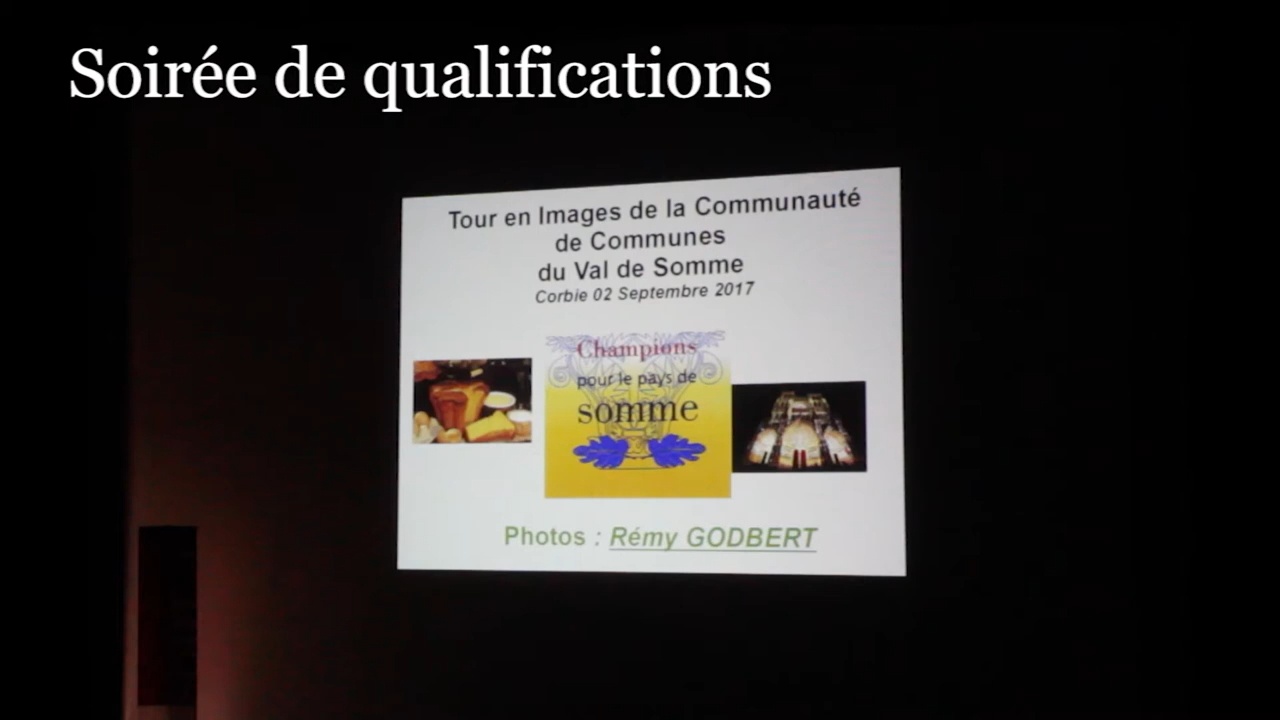 Soirée de qualifications
Tour en Images de la Communauté
de Communes
du Val de Somme
Corbie 02 Septembre 2017
Champions
pour le pays de
somme
Photos : Rémy GODBERT